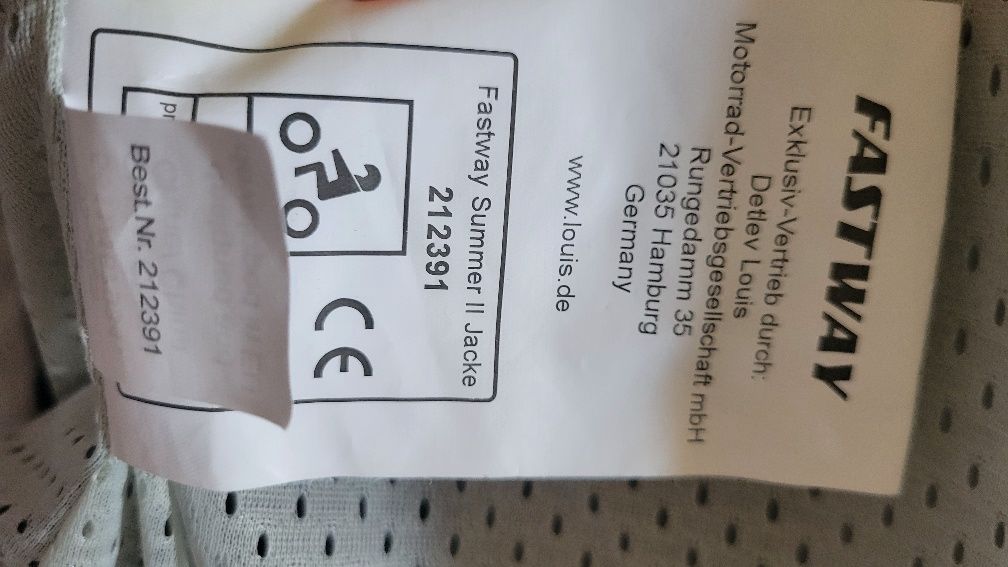 FASTWAY
Exklusiv-Vertrieb durch:
Detlev Louis
Motorrad-Vertriebsgesellschaft mbH
Rungedamm 35
21035 Hamburg
Germany
www.louis.de
Fastway Summer II Jacke
212391
CE
Best.Nr. 212391